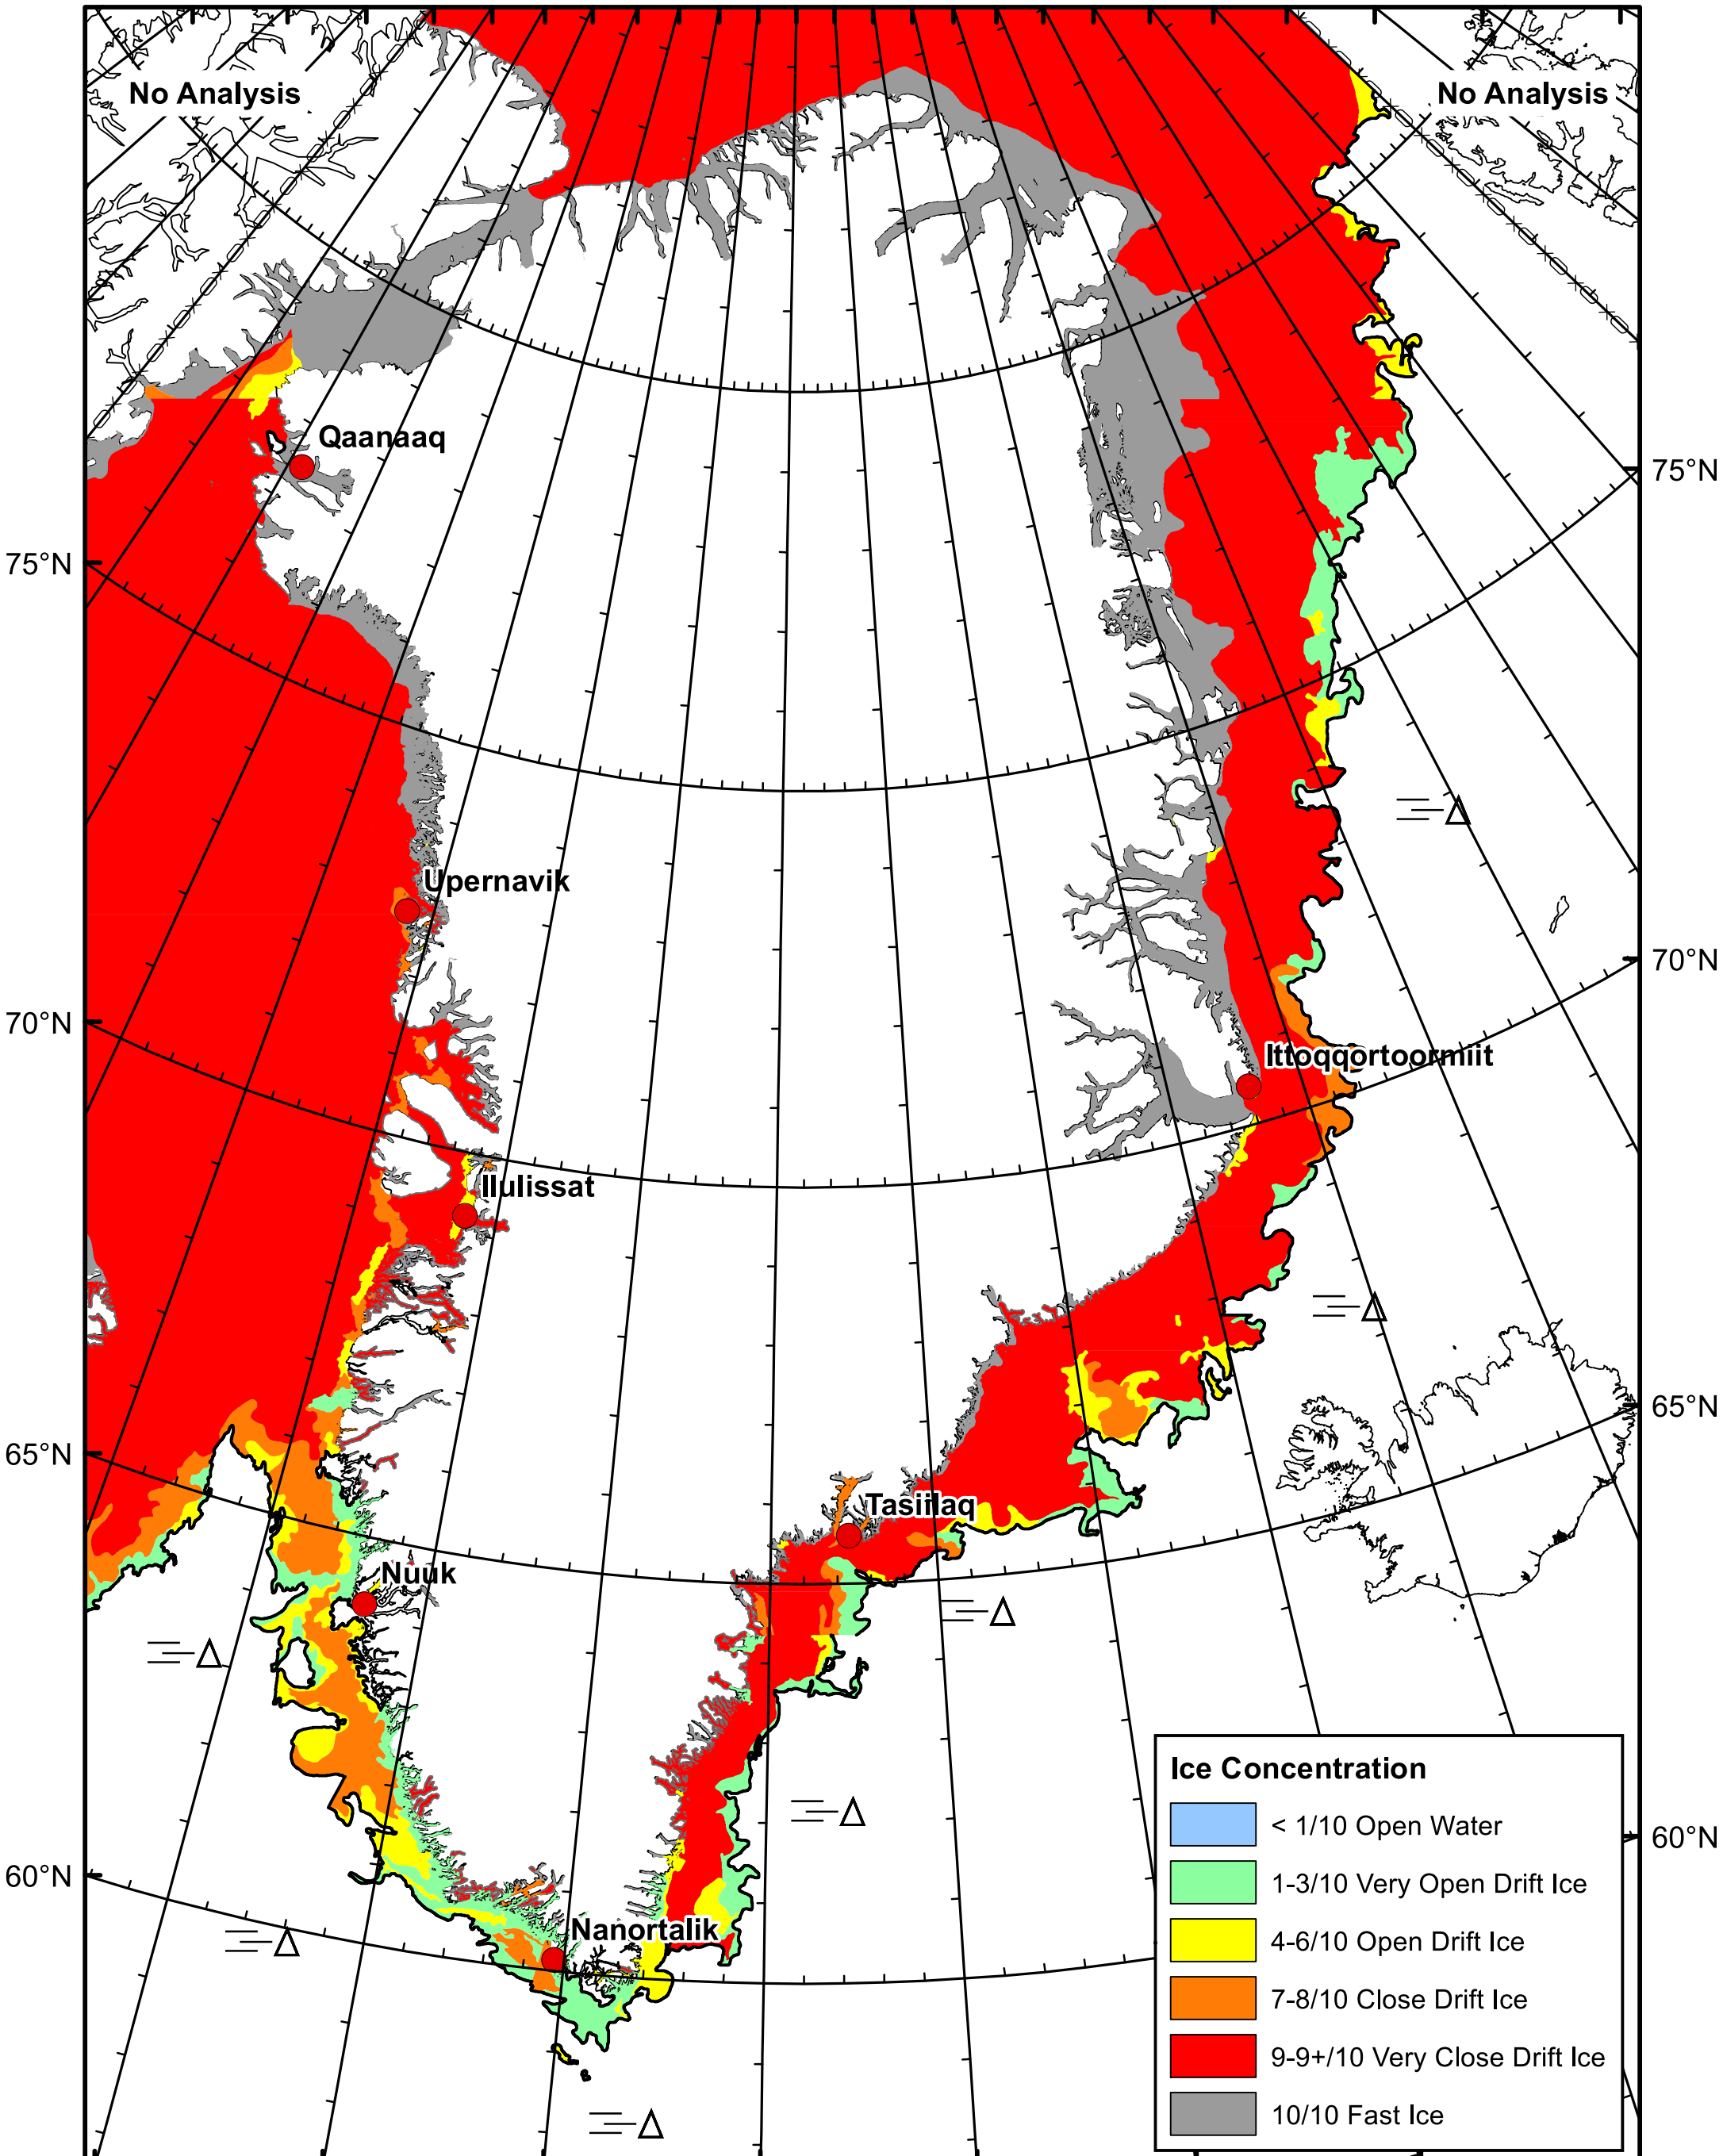 No Analysis
No Analysis
Qaanaaq
75°N
75°N
Upernavik
70°N
70°N
Ittoqqortoormiit
Ilulissat
65°N
65°N
Tasiilaq
Nuuk
Ice Concentration
< 1/10 Open Water
1-3/10 Very Open Drift Ice
4-6/10 Open Drift Ice
7-8/10 Close Drift Ice
9-9+/10 Very Close Drift Ice
10/10 Fast Ice
60°N
60°N
Nanortalik